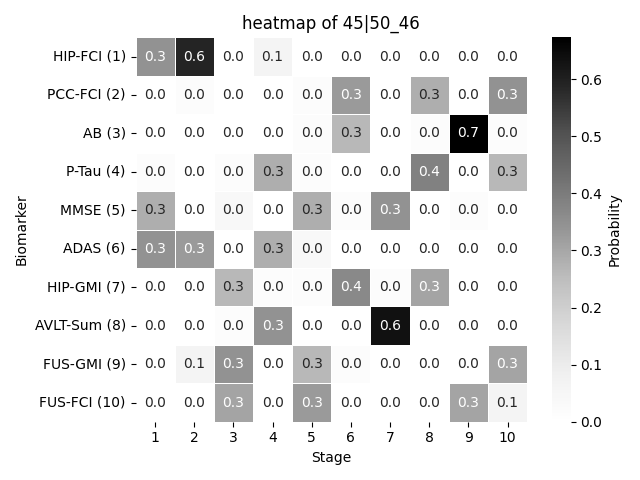 heatmap of 45|50_46
HIP-FCI (1) 0.3 0.6 0.0 0.1 0.0 0.0 0.0 0.0 0.0 0.0
PCC-FCI (2) 0.0 0.0 0.0 0.0 0.0 0.3 0.0 0.3 0.0 0.3
AB (3) 0.0 0.0 0.0 0.0 0.0 0.3 0.0 0.0 0.7 0.0
P-Tau (4) 0.0 0.0 0.0 0.3 0.0 0.0 0.0 0.4 0.0 0.3
MMSE (5) 0.3 0.0 0.0 0.0 0.3 0.0 0.3 0.0 0.0 0.0
ADAS (6) 0.3 0.3 0.0 0.3 0.0 0.0 0.0 0.0 0.0 0.0
HIP-GMI (7) 0.0 0.0 0.3 0.0 0.0 0.4 0.0 0.3 0.0 0.0
AVLT-Sum (8) 0.0 0.0 0.0 0.3 0.0 0.0 0.6 0.0 0.0 0.0
FUS-GMI (9) 0.0 0.1 0.3 0.0 0.3 0.0 0.0 0.0 0.0 0.3
FUS-FCI (10) 0.0 0.0 0.3 0.0 0.3 0.0 0.0 0.0 0.3 0.1
1 2 3 4 5 6 7 8 9 10
Stage
Biomarker
0.6
0.5
0.4
0.3
0.2
0.1
0.0
Probability